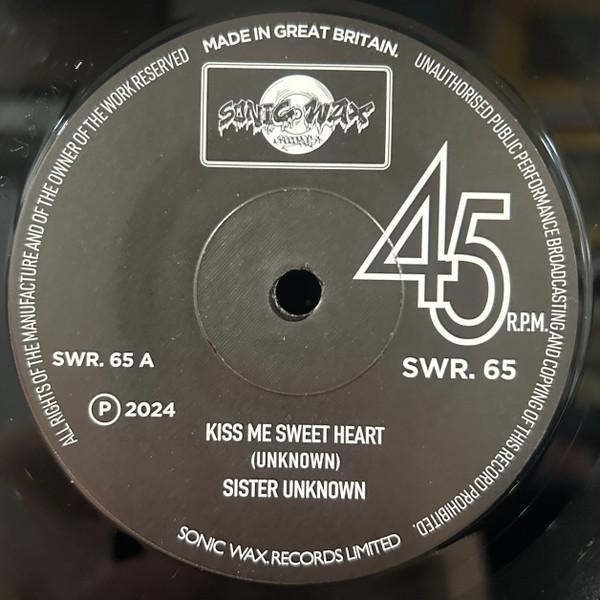 MADE IN GREAT BRITAIN.
ALL RIGHTS OF THE MANUFACTURE AND OF THE OWNER OF THE WORK RESERVED
UNAUTHORISED PUBLIC PERFORMANCE BROADCASTING AND COPYING OF THIS RECORD PROHIBITED.
SONIC WAX
RECORDS
45
R.P.M.
SWR. 65 A
SWR. 65
Ⓟ 2024
KISS ME SWEET HEART
(UNKNOWN)
SISTER UNKNOWN
SONIC WAX.RECORDS LIMITED